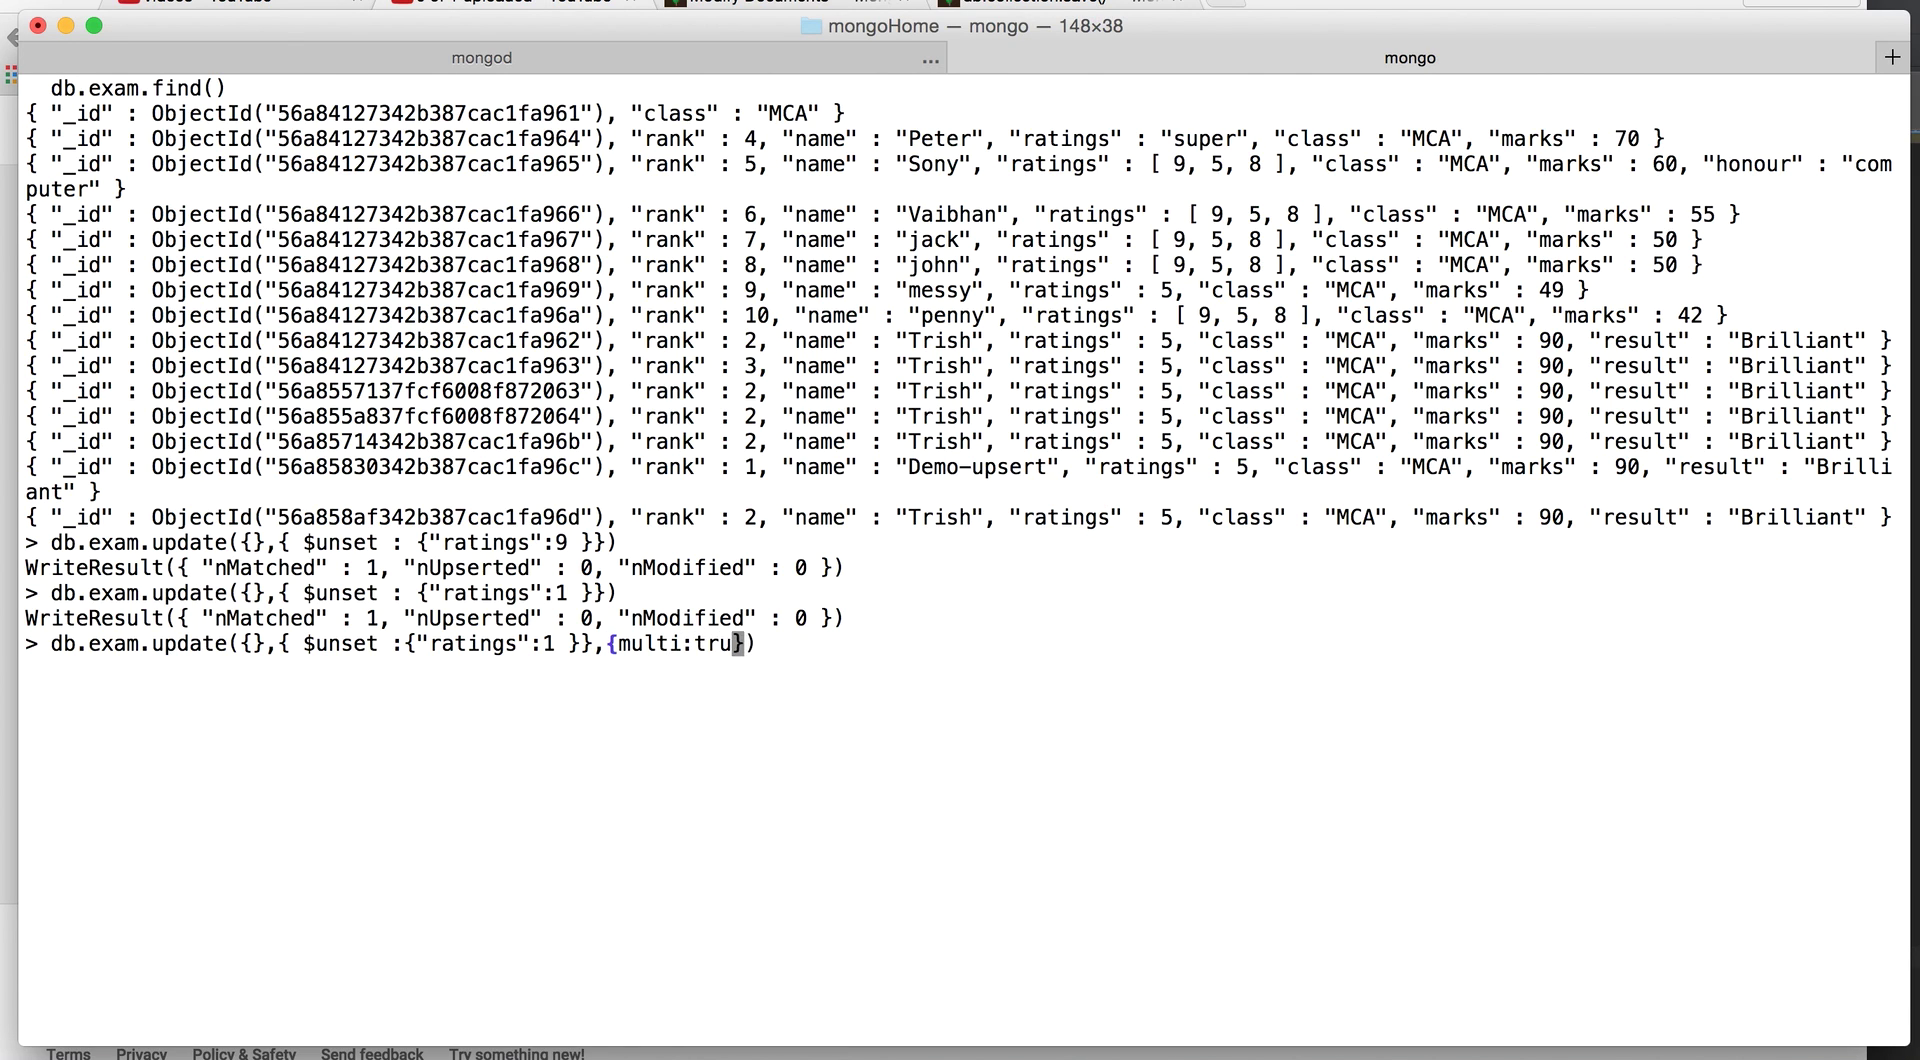 mongoHome — mongo — 148×38
mongod
...
mongo
+
db.exam.find()
{ "_id" : ObjectId("56a84127342b387cac1fa961"), "class" : "MCA" }
{ "_id" : ObjectId("56a84127342b387cac1fa964"), "rank" : 4, "name" : "Peter", "ratings" : "super", "class" : "MCA", "marks" : 70 }
{ "_id" : ObjectId("56a84127342b387cac1fa965"), "rank" : 5, "name" : "Sony", "ratings" : [ 9, 5, 8 ], "class" : "MCA", "marks" : 60, "honour" : "com
puter" }
{ "_id" : ObjectId("56a84127342b387cac1fa966"), "rank" : 6, "name" : "Vaibhan", "ratings" : [ 9, 5, 8 ], "class" : "MCA", "marks" : 55 }
{ "_id" : ObjectId("56a84127342b387cac1fa967"), "rank" : 7, "name" : "jack", "ratings" : [ 9, 5, 8 ], "class" : "MCA", "marks" : 50 }
{ "_id" : ObjectId("56a84127342b387cac1fa968"), "rank" : 8, "name" : "john", "ratings" : [ 9, 5, 8 ], "class" : "MCA", "marks" : 50 }
{ "_id" : ObjectId("56a84127342b387cac1fa969"), "rank" : 9, "name" : "messy", "ratings" : 5, "class" : "MCA", "marks" : 49 }
{ "_id" : ObjectId("56a84127342b387cac1fa96a"), "rank" : 10, "name" : "penny", "ratings" : [ 9, 5, 8 ], "class" : "MCA", "marks" : 42 }
{ "_id" : ObjectId("56a84127342b387cac1fa962"), "rank" : 2, "name" : "Trish", "ratings" : 5, "class" : "MCA", "marks" : 90, "result" : "Brilliant" }
{ "_id" : ObjectId("56a84127342b387cac1fa963"), "rank" : 3, "name" : "Trish", "ratings" : 5, "class" : "MCA", "marks" : 90, "result" : "Brilliant" }
{ "_id" : ObjectId("56a8557137fcf6008f872063"), "rank" : 2, "name" : "Trish", "ratings" : 5, "class" : "MCA", "marks" : 90, "result" : "Brilliant" }
{ "_id" : ObjectId("56a855a837fcf6008f872064"), "rank" : 2, "name" : "Trish", "ratings" : 5, "class" : "MCA", "marks" : 90, "result" : "Brilliant" }
{ "_id" : ObjectId("56a85714342b387cac1fa96b"), "rank" : 2, "name" : "Trish", "ratings" : 5, "class" : "MCA", "marks" : 90, "result" : "Brilliant" }
{ "_id" : ObjectId("56a85830342b387cac1fa96c"), "rank" : 1, "name" : "Demo-upsert", "ratings" : 5, "class" : "MCA", "marks" : 90, "result" : "Brilli
ant" }
{ "_id" : ObjectId("56a858af342b387cac1fa96d"), "rank" : 2, "name" : "Trish", "ratings" : 5, "class" : "MCA", "marks" : 90, "result" : "Brilliant" }
> db.exam.update({},{ $unset : {"ratings":9 }})
WriteResult({ "nMatched" : 1, "nUpserted" : 0, "nModified" : 0 })
> db.exam.update({},{ $unset : {"ratings":1 }})
WriteResult({ "nMatched" : 1, "nUpserted" : 0, "nModified" : 0 })
> db.exam.update({},{ $unset :{"ratings":1 }},{multi:tru})
Terms Privacy Policy & Safety Send feedback Try something new!